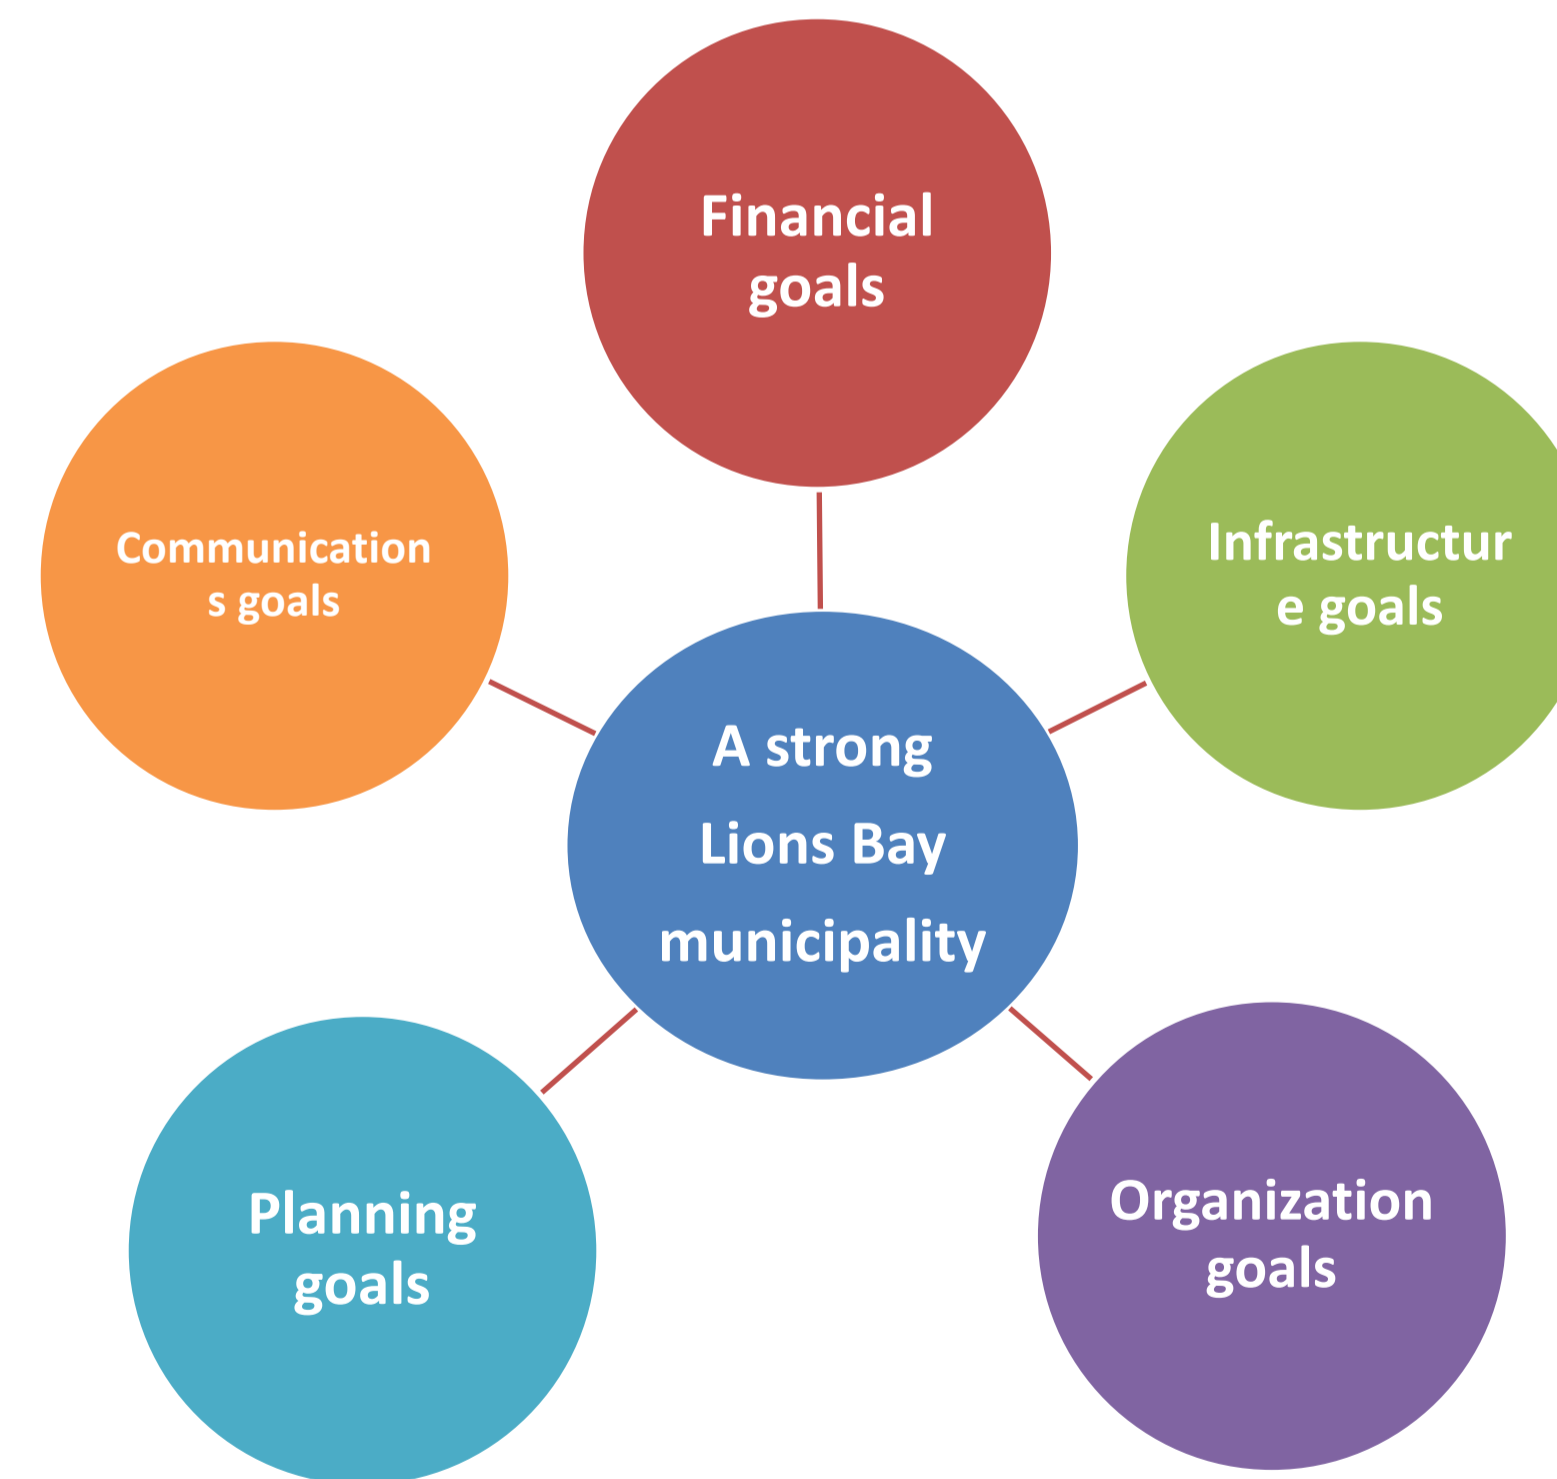 Financial
goals
Communication
s goals
Infrastructur
e goals
A strong
Lions Bay
municipality
Planning
goals
Organization
goals